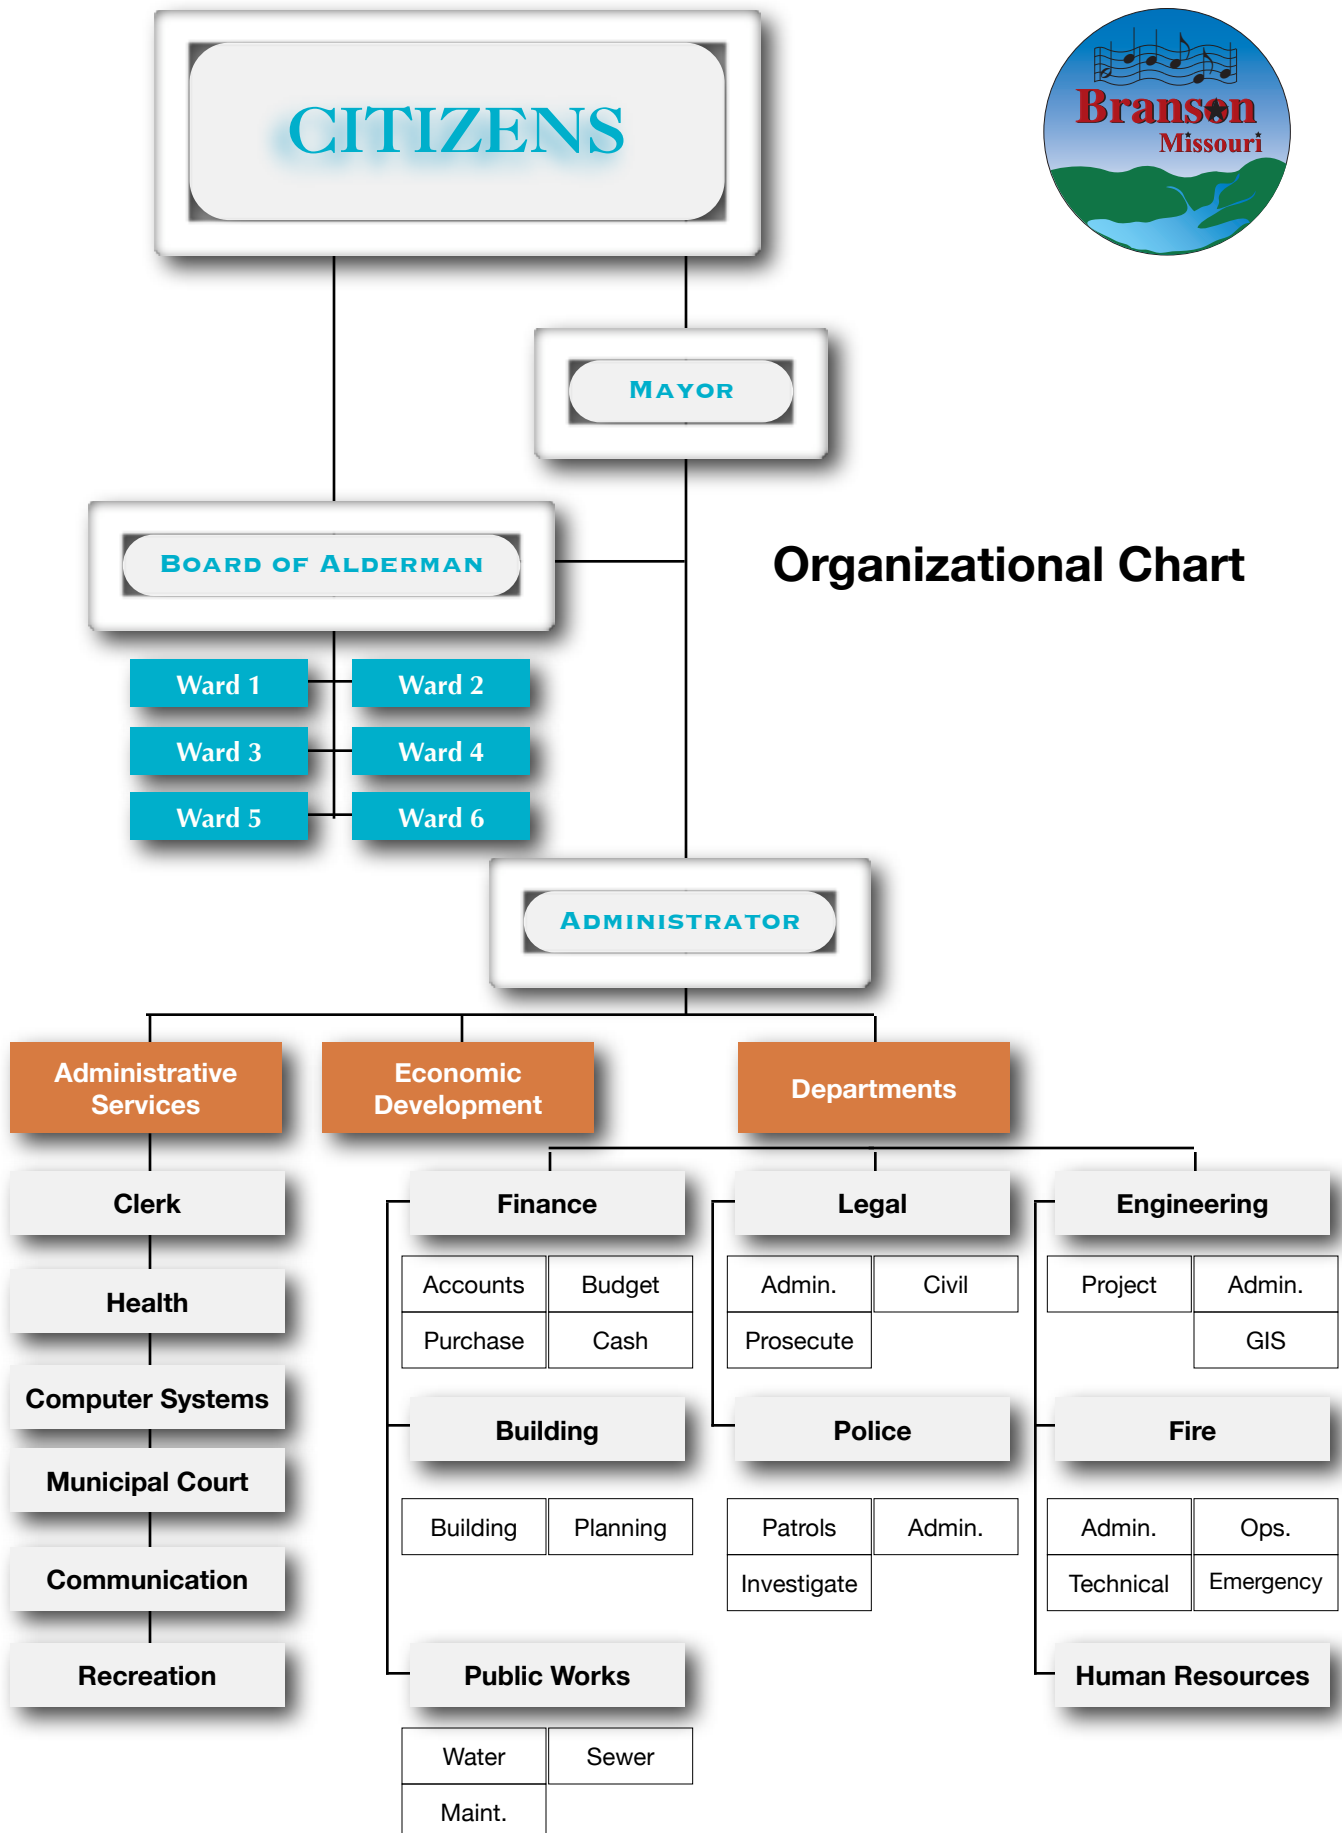 CITIZENS
Branson
Missouri
MAYOR
BOARD OF ALDERMAN
Organizational Chart
Ward 1
Ward 2
Ward 3
Ward 4
Ward 5
Ward 6
ADMINISTRATOR
Administrative
Services
Economic
Development
Departments
Clerk
Health
Computer Systems
Municipal Court
Communication
Recreation
Finance
Accounts
Budget
Purchase
Cash
Building
Building
Planning
Public Works
Water
Sewer
Maint.
Legal
Admin.
Civil
Prosecute
Police
Patrols
Admin.
Investigate
Engineering
Project
Admin.
GIS
Fire
Admin.
Ops.
Technical
Emergency
Human Resources